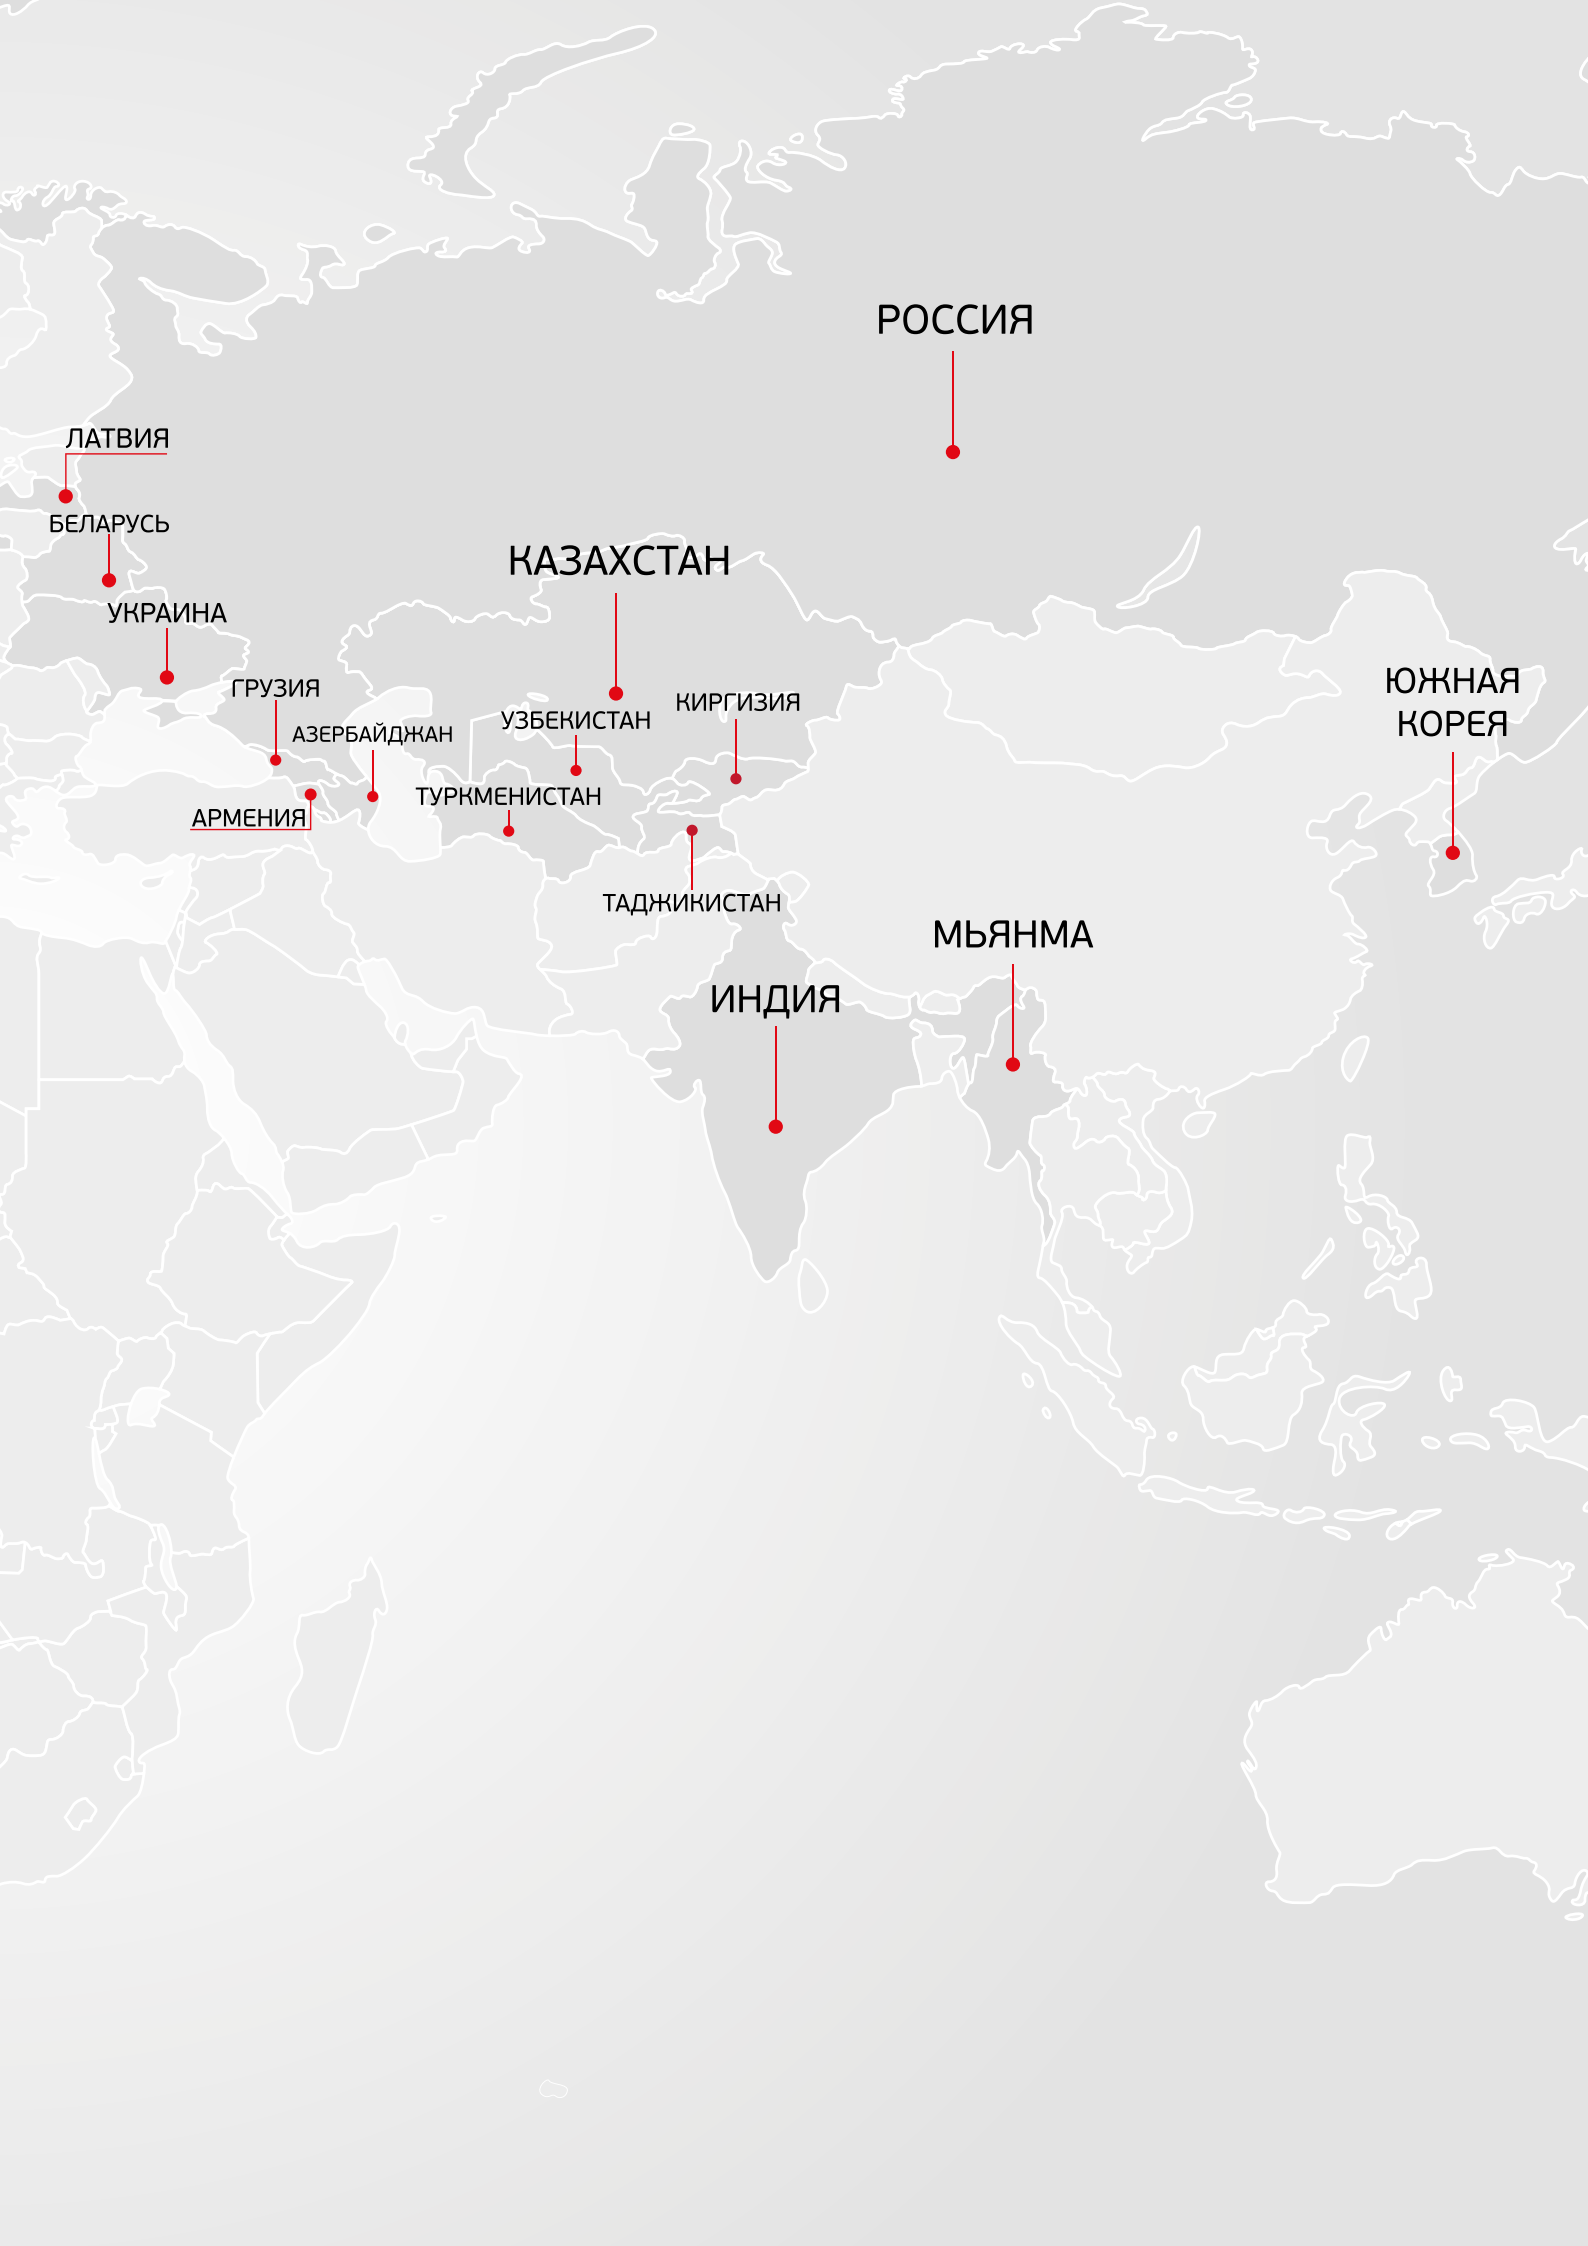 РОССИЯ
ЛАТВИЯ
БЕЛАРУСЬ
КАЗАХСТАН
УКРАИНА
ГРУЗИЯ
ЮЖНАЯ
КОРЕЯ
КИРГИЗИЯ
УЗБЕКИСТАН
АЗЕРБАЙДЖАН
ТУРКМЕНИСТАН
АРМЕНИЯ
ТАДЖИКИСТАН
МЬЯНМА
ИНДИЯ